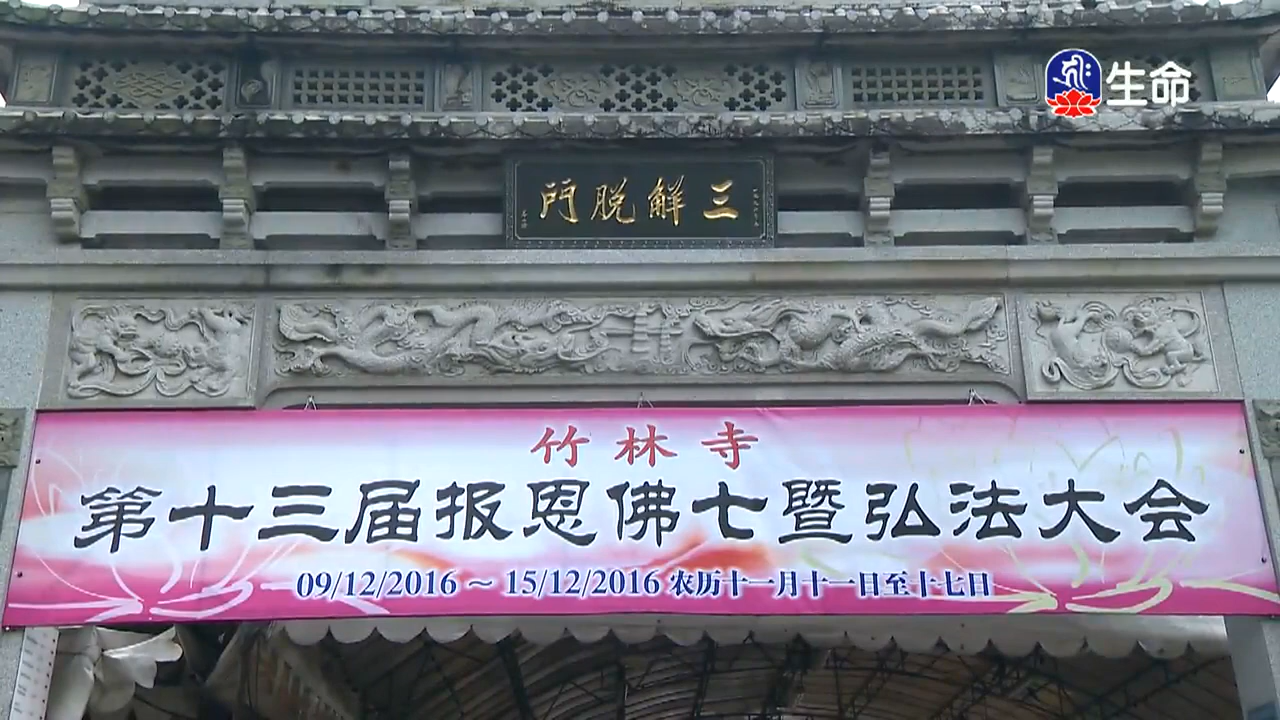 生命
三解脫門
竹林寺
第十三届报恩佛七暨弘法大会
09/12/2016 ~ 15/12/2016 农历十一月十一日至十七日